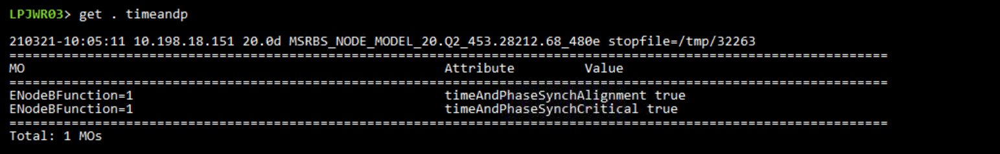 LPJWR03> get . timeandp
210321-10:05:11 10.198.18.151 20.0d MSRBS_NODE_MODEL_20.Q2_453.28212.68_480e stopfile=/tmp/32263
=================================================================================================================
MO                                                        Attribute         Value
=================================================================================================================
ENodeBFunction=1                                          timeAndPhaseSynchAlignment true
ENodeBFunction=1                                          timeAndPhaseSynchCritical true
=================================================================================================================
Total: 1 MOs